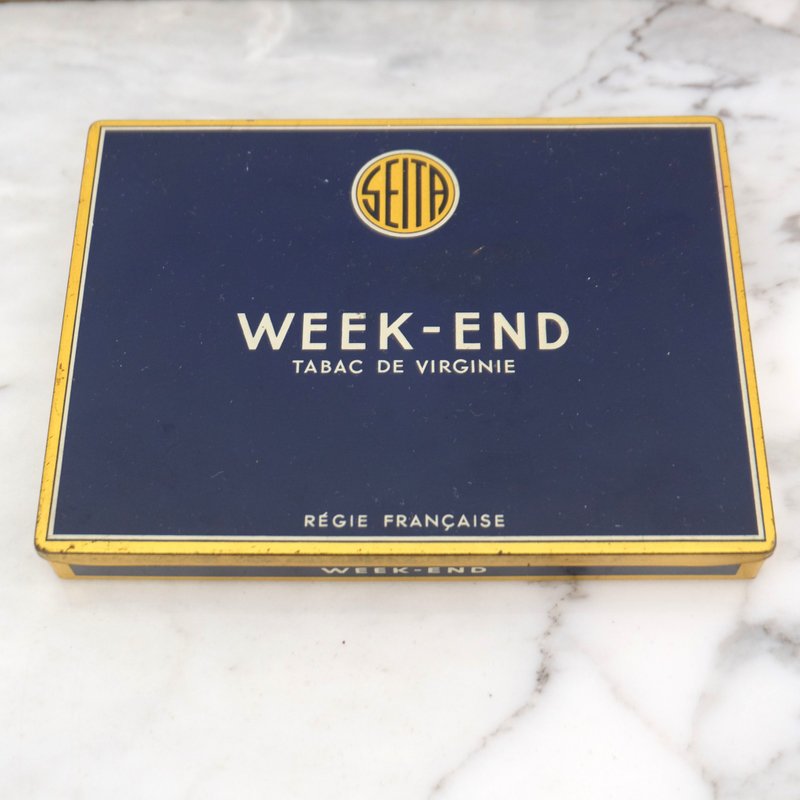 SEITA
WEEK-END
TABAC DE VIRGINIE
RÉGIE FRANÇAISE
WEEK-END